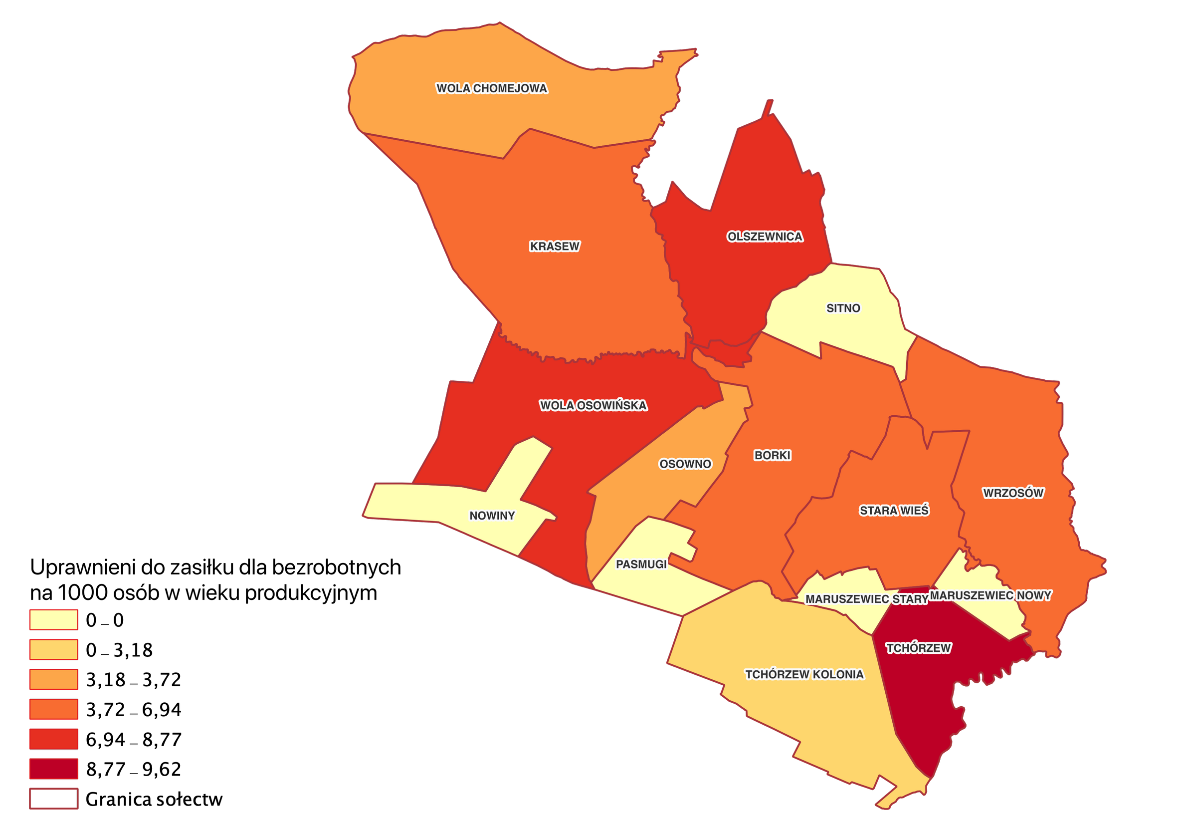 WOLA CHOMEJOWA
OLSZEWNICA
KRASEW
SITNO
WOLA OSOWIŃSKA
BORKI
OSOWNO
WRZOSÓW
STARA WIEŚ
NOWINY
PASMUGI
MARUSZEWIEC STARY
MARUSZEWIEC NOWY
TCHÓRZEW
TCHÓRZEW KOLONIA
Uprawnieni do zasiłku dla bezrobotnych
na 1000 osób w wieku produkcyjnym
0 – 0
0 – 3,18
3,18 – 3,72
3,72 – 6,94
6,94 – 8,77
8,77 – 9,62
Granica sołectw